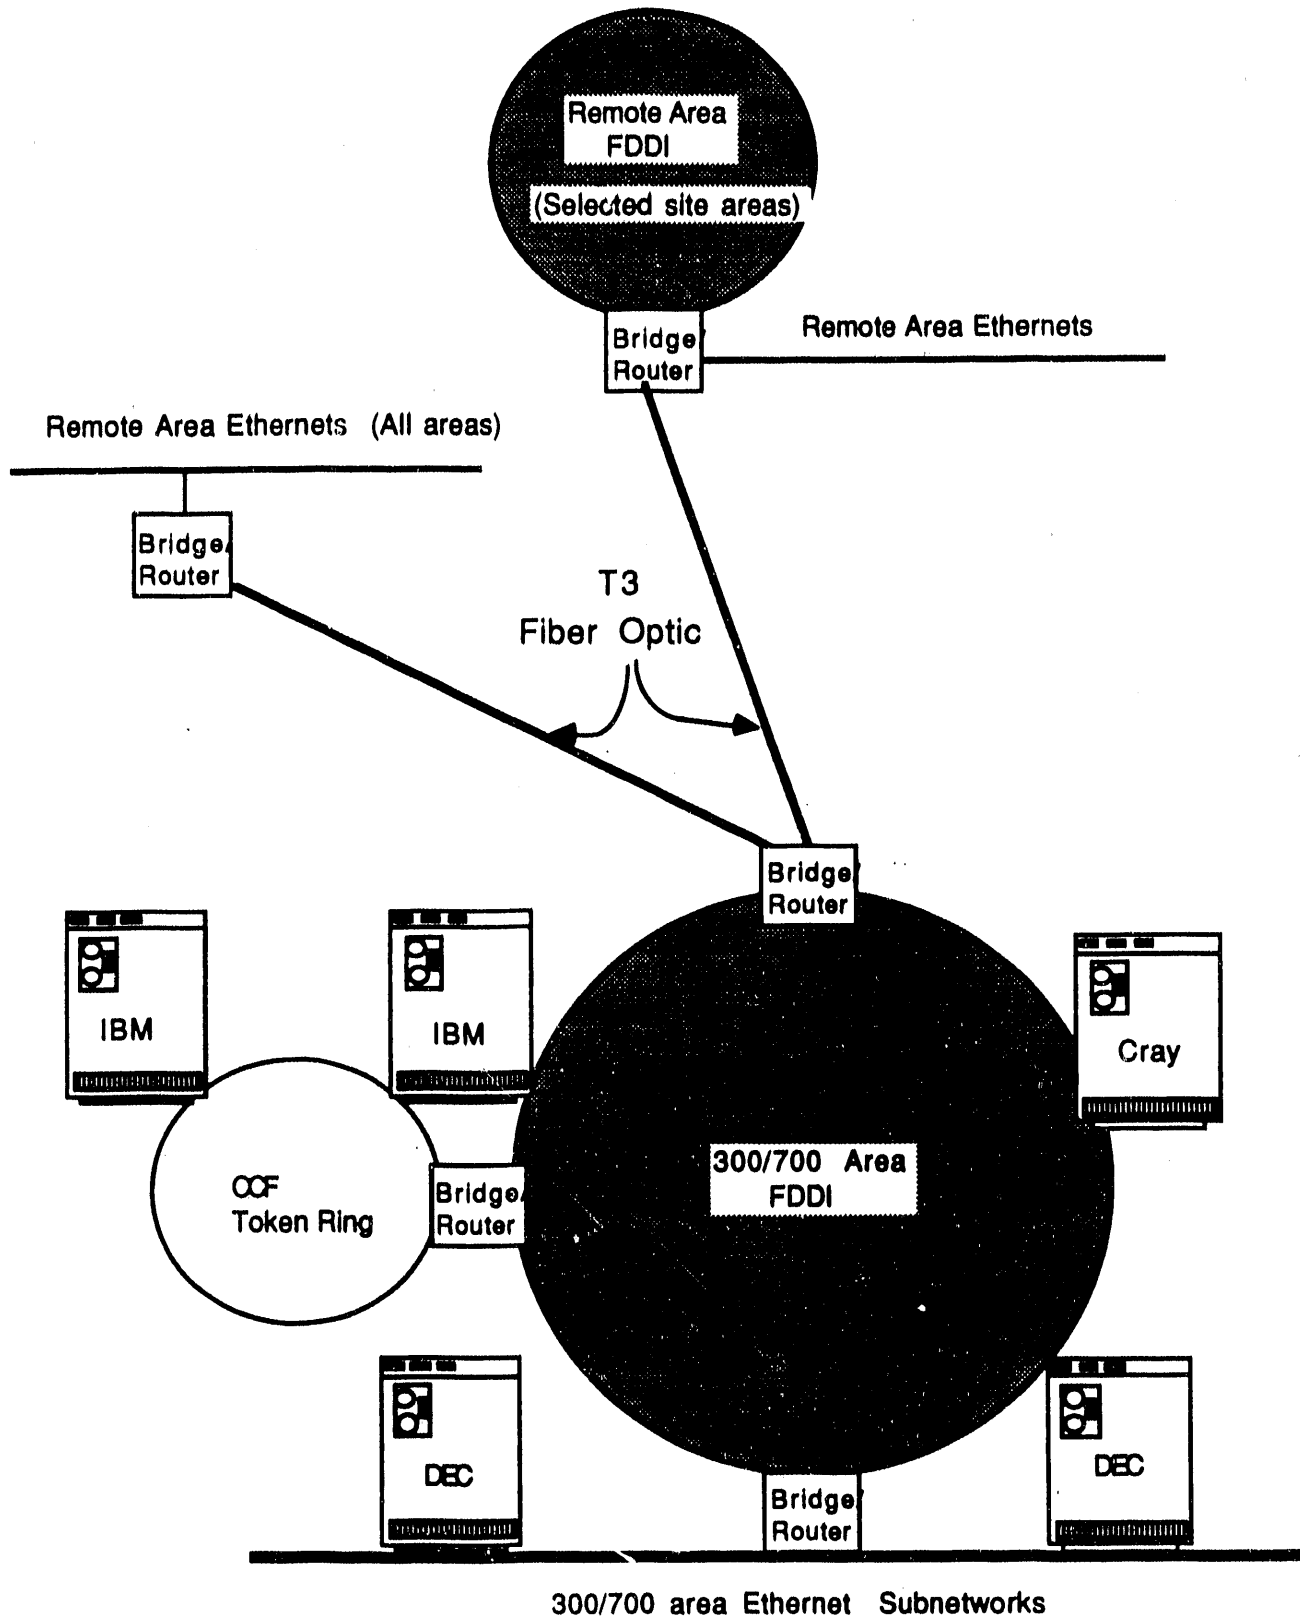 Remote Area
FDDI
(Selected site areas)
Bridge/
Router
Remote Area Ethernets
Remote Area Ethernets (All areas)
Bridge/
Router
T3
Fiber Optic
Bridge/
Router
IBM
IBM
Cray
300/700 Area
FDDI
CCF
Token Ring
Bridge/
Router
DEC
DEC
Bridge/
Router
300/700 area Ethernet Subnetworks